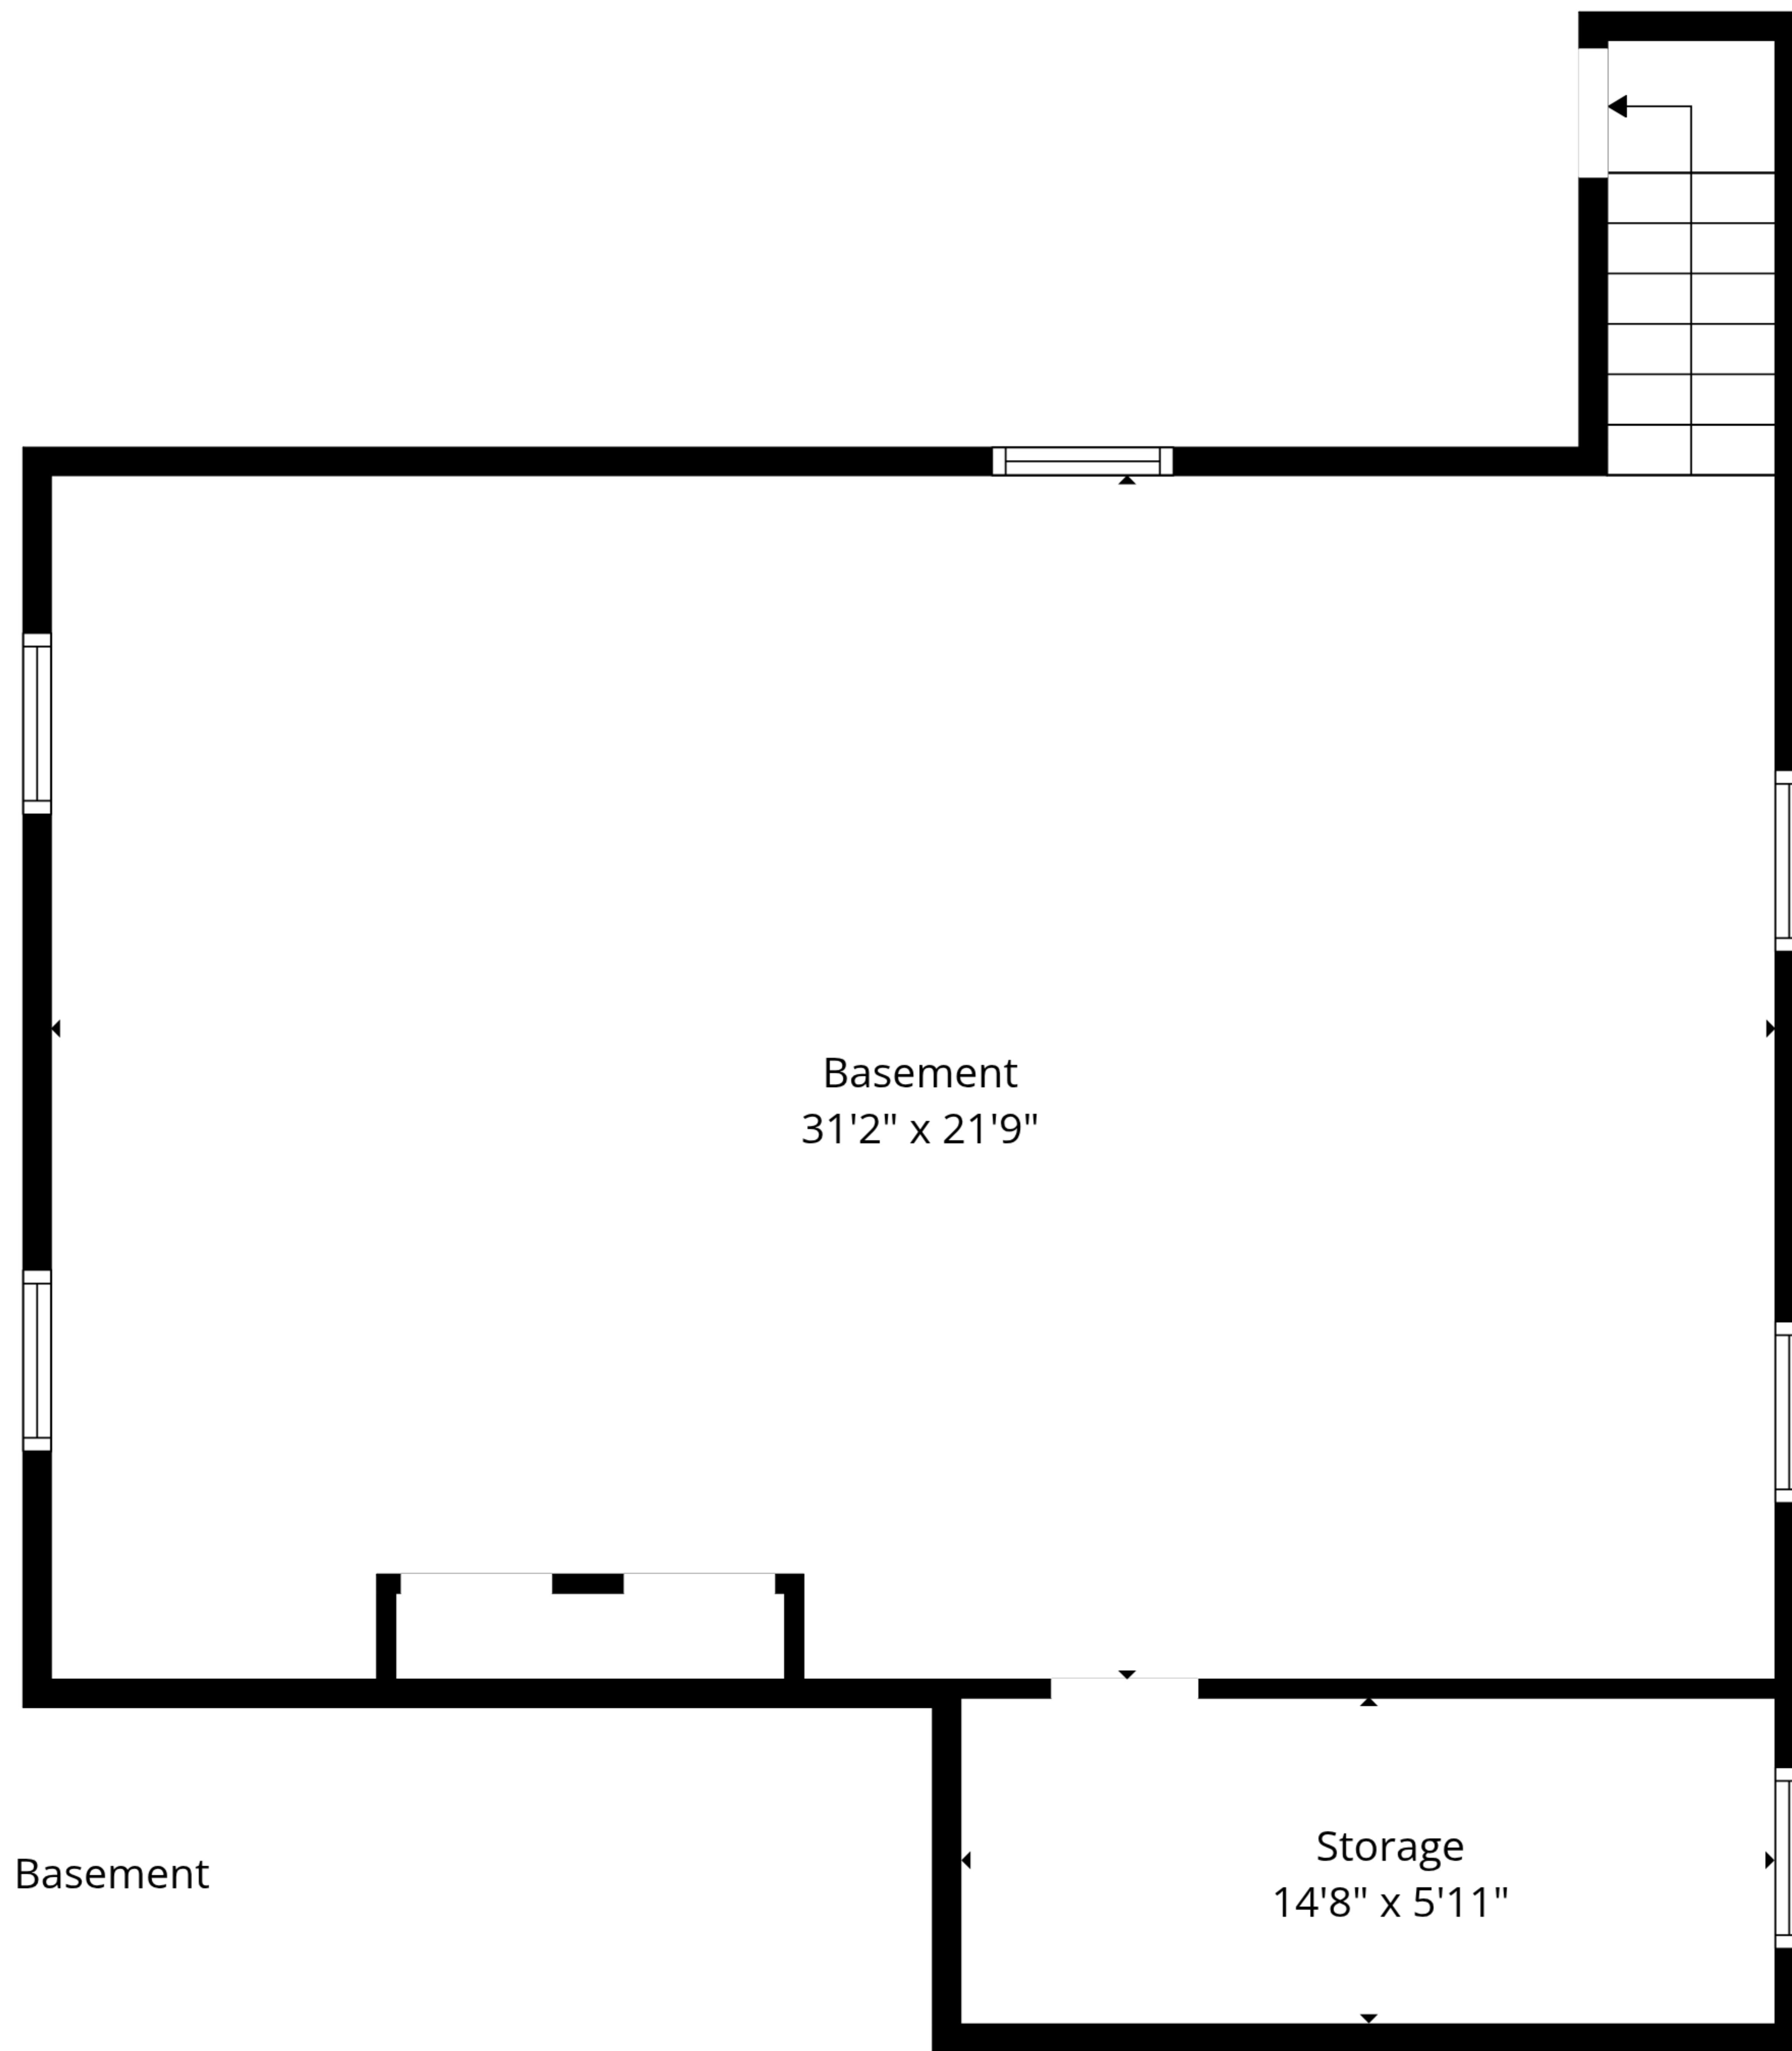 Basement
31'2" x 21'9"
Storage
14'8" x 5'11"
Basement